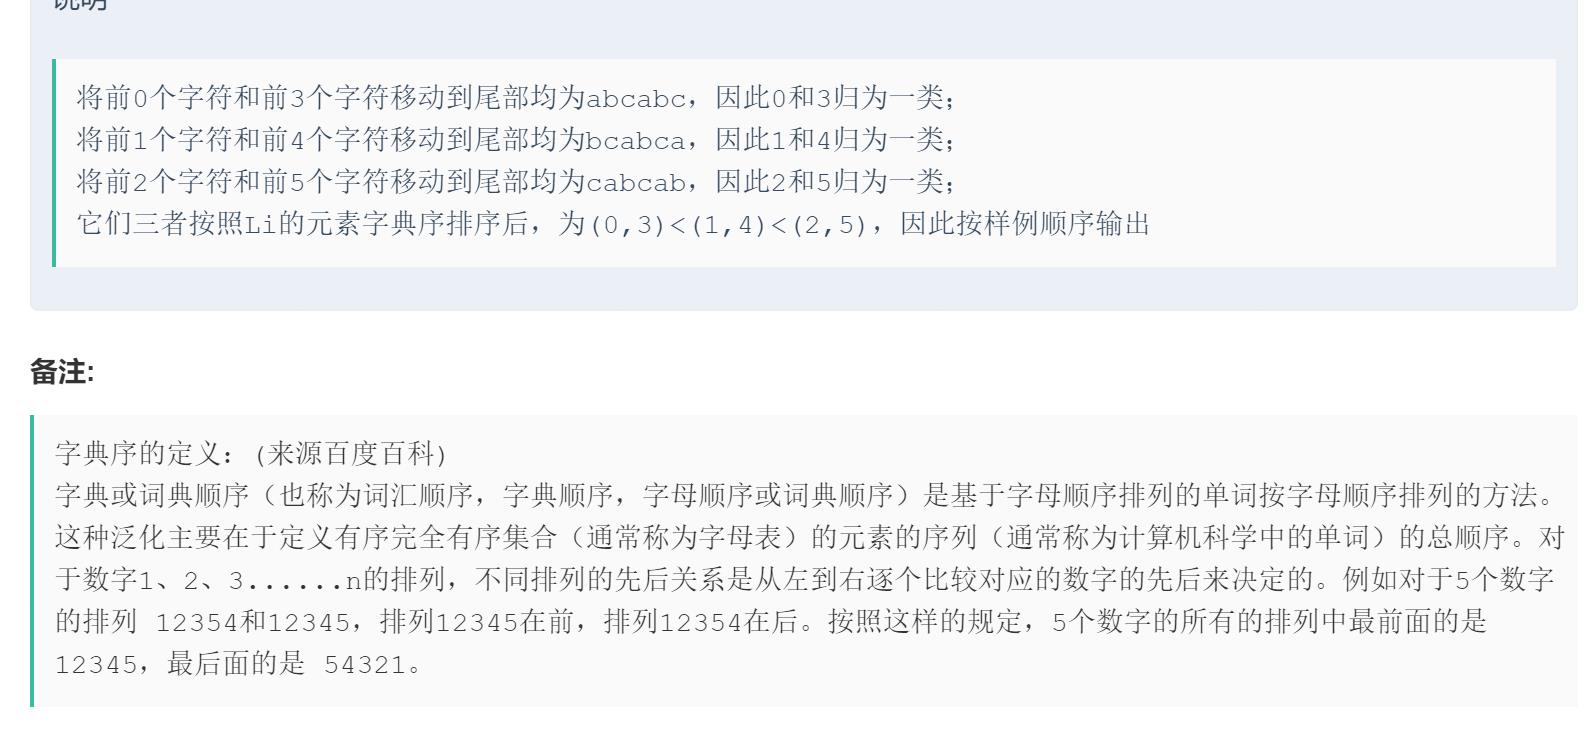 说明
将前0个字符和前3个字符移动到尾部均为abcabc，因此0和3归为一类；
将前1个字符和前4个字符移动到尾部均为bcabca，因此1和4归为一类；
将前2个字符和前5个字符移动到尾部均为cabcab，因此2和5归为一类；
它们三者按照Li的元素字典序排序后，为(0,3)<(1,4)<(2,5)，因此按样例顺序输出
备注:
字典序的定义：(来源百度百科)
字典或词典顺序（也称为词汇顺序，字典顺序，字母顺序或词典顺序）是基于字母顺序排列的单词按字母顺序排列的方法。
这种泛化主要在于定义有序完全有序集合（通常称为字母表）的元素的序列（通常称为计算机科学中的单词）的总顺序。对
于数字1、2、3......n的排列，不同排列的先后关系是从左到右逐个比较对应的数字的先后来决定的。例如对于5个数字
的排列 12354和12345，排列12345在前，排列12354在后。按照这样的规定，5个数字的所有的排列中最前面的是
12345，最后面的是 54321。